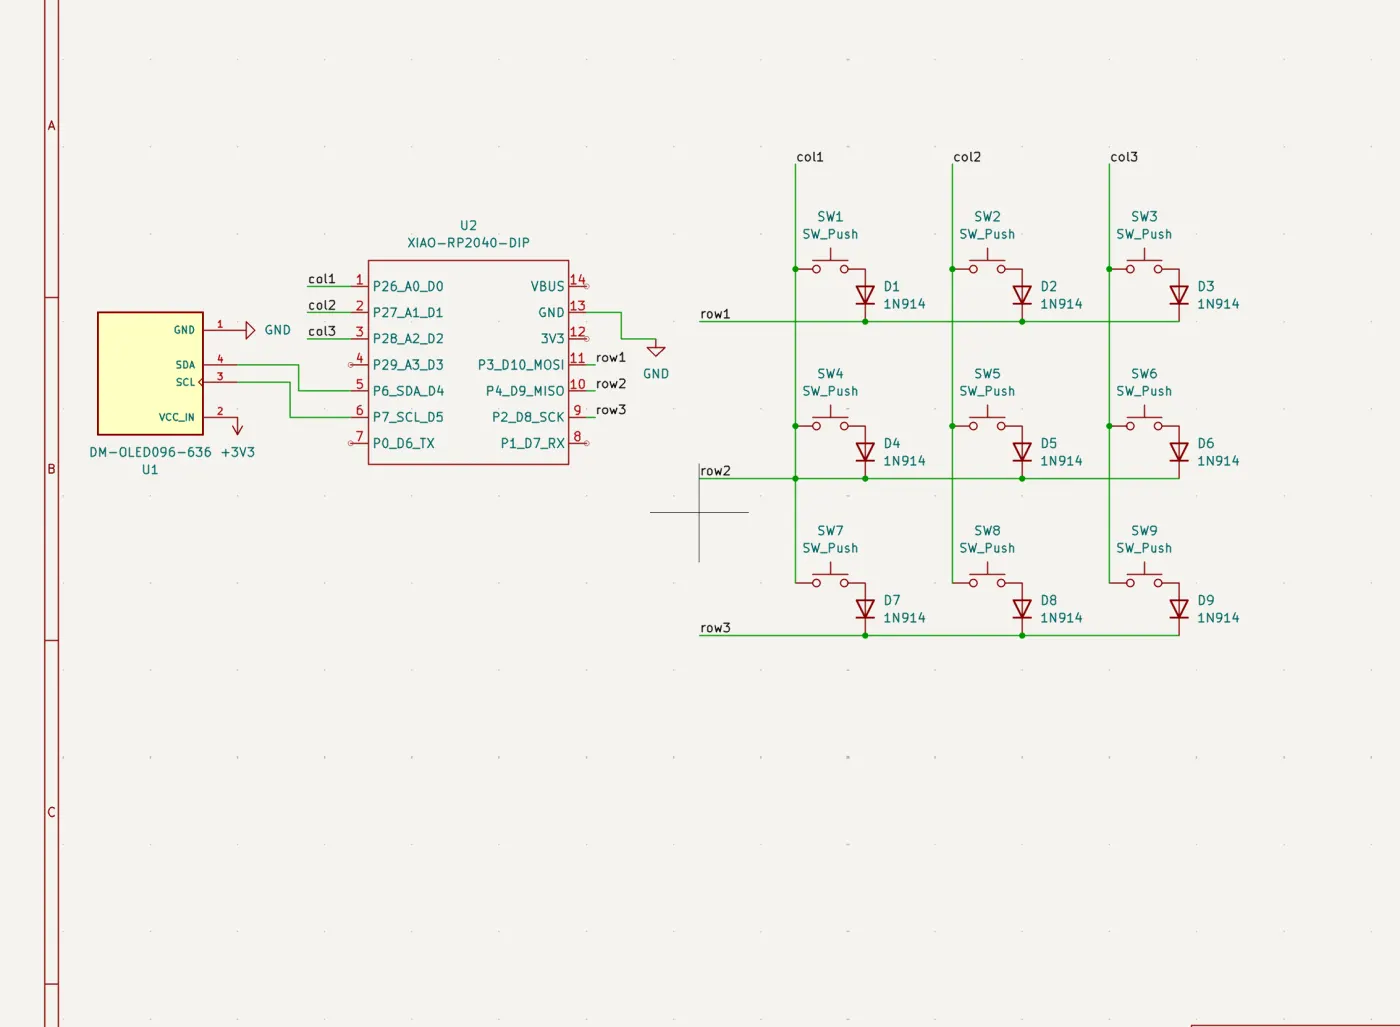 A
B
C
GND
1
GND
SDA
4
SCL
3
VCC_IN
2
DM-OLED096-636
+3V3
U1
U2
XIAO-RP2040-DIP
col1
1
P26_A0_D0
col2
2
P27_A1_D1
col3
3
P28_A2_D2
4
P29_A3_D3
5
P6_SDA_D4
6
P7_SCL_D5
7
P0_D6_TX
VBUS
14
GND
13
3V3
12
P3_D10_MOSI
11
row1
P4_D9_MISO
10
row2
P2_D8_SCK
9
row3
P1_D7_RX
8
GND
col1
col2
col3
SW1
SW_Push
SW2
SW_Push
SW3
SW_Push
D1
1N914
D2
1N914
D3
1N914
row1
SW4
SW_Push
SW5
SW_Push
SW6
SW_Push
D4
1N914
D5
1N914
D6
1N914
row2
SW7
SW_Push
SW8
SW_Push
SW9
SW_Push
D7
1N914
D8
1N914
D9
1N914
row3